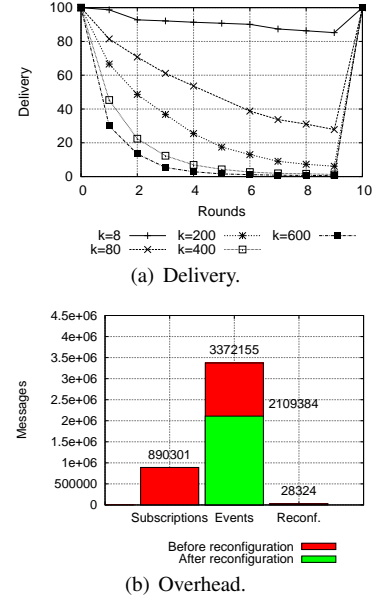 100
80
60
40
20
0
Delivery
0 2 4 6 8 10
Rounds
k=8 k=200 k=600
k=80 k=400
(a) Delivery.
4.5e+06
4e+06
3.5e+06
3e+06
2.5e+06
2e+06
1.5e+06
1e+06
500000
0
Messages
3372155
2109384
890301
28324
Subscriptions Events Reconf.
Before reconfiguration
After reconfiguration
(b) Overhead.